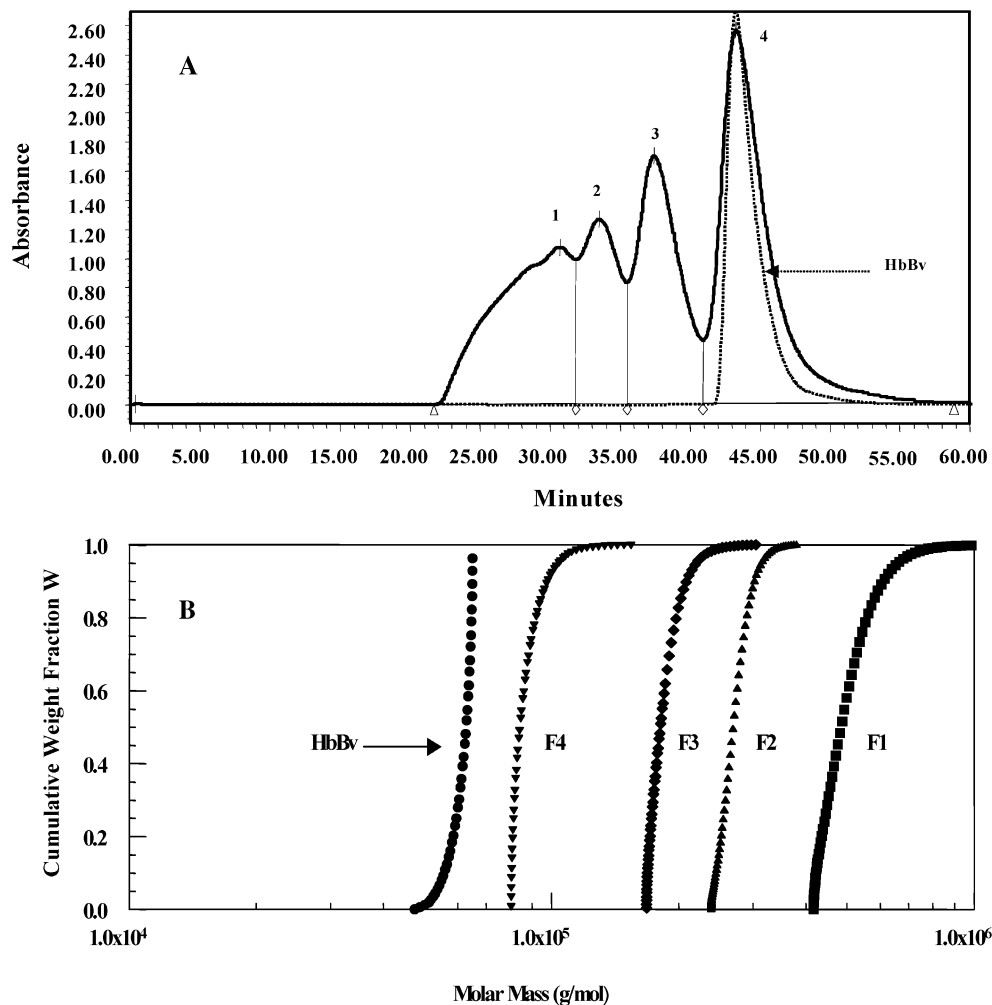 A
Absorbance
2.60
2.40
2.20
2.00
1.80
1.60
1.40
1.20
1.00
0.80
0.60
0.40
0.20
0.00
1
2
3
4
HbBv
0.00 5.00 10.00 15.00 20.00 25.00 30.00 35.00 40.00 45.00 50.00 55.00 60.00
Minutes
B
Cumulative Weight Fraction W
1.0
0.8
0.6
0.4
0.2
0.0
HbBv
F4
F3
F2
F1
1.0x10⁴ 1.0x10⁵ 1.0x10⁶
Molar Mass (g/mol)